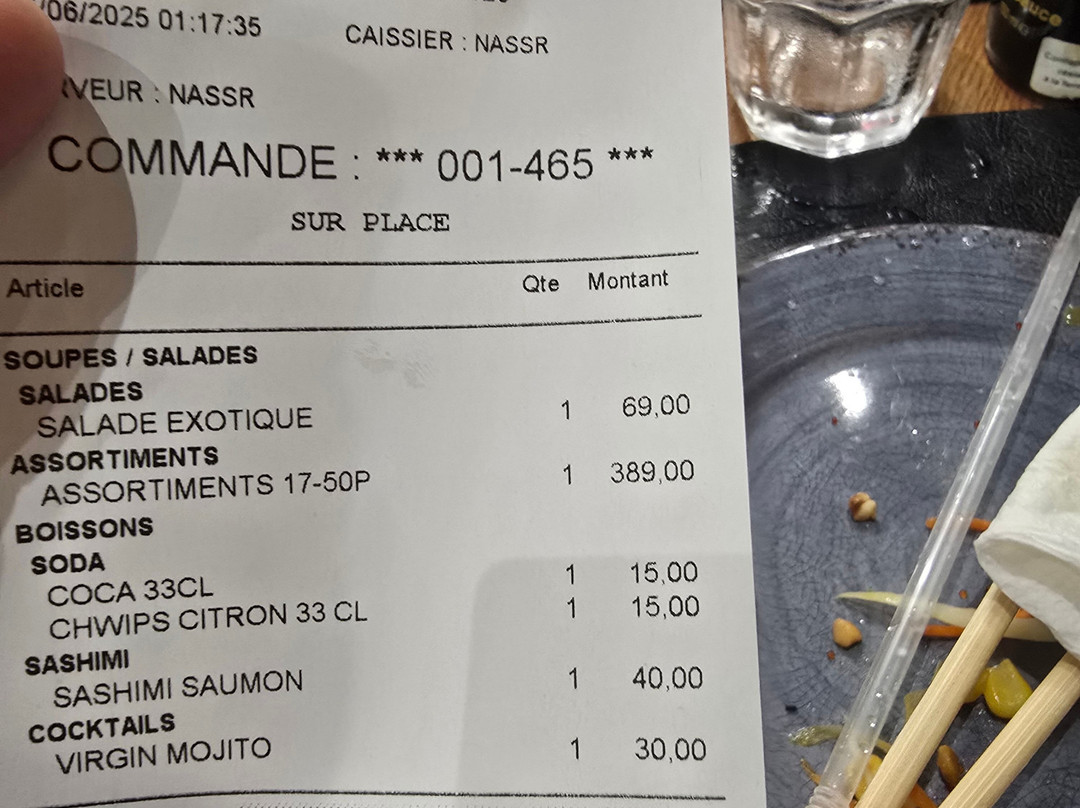 /06/2025 01:17:35
CAISSIER : NASSR
RVEUR : NASSR
COMMANDE : *** 001-465 ***
SUR PLACE
Article Qte Montant
SOUPES / SALADES
SALADES
SALADE EXOTIQUE 1 69,00
ASSORTIMENTS
ASSORTIMENTS 17-50P 1 389,00
BOISSONS
SODA
COCA 33CL 1 15,00
CHWIPS CITRON 33 CL 1 15,00
SASHIMI
SASHIMI SAUMON 1 40,00
COCKTAILS
VIRGIN MOJITO 1 30,00